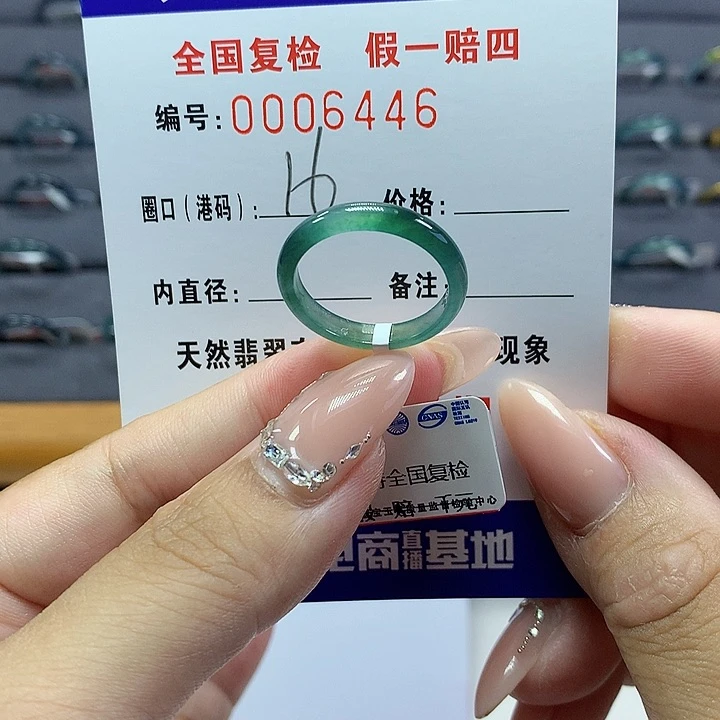 全国复检 假一赔四
编号:0006446
圈口(港码): 16 价格:
内直径: 备注:
天然翡翠 现象
CNAS
全国复检
商直播基地